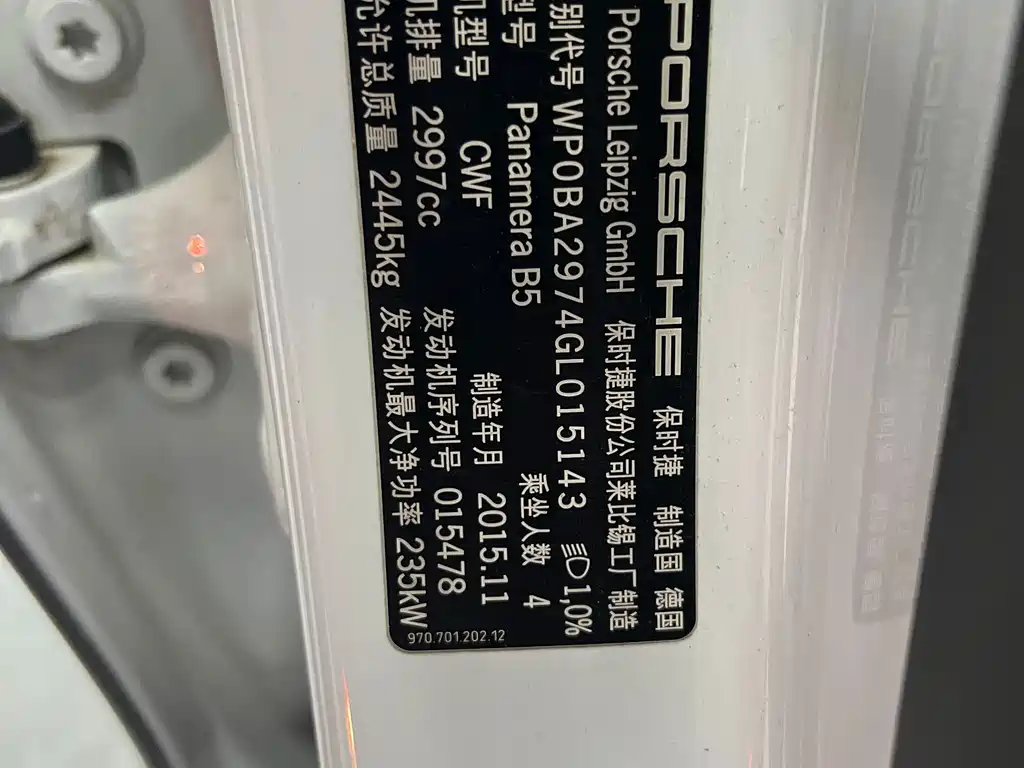 PORSCHE 保时捷 制造国 德国
Porsche Leipzig GmbH 保时捷股份公司莱比锡工厂制造
别代号 WP0BA2974GL015143 1,0%
型号 Panamera B5 乘坐人数 4
机型号 CWF 制造年月 2015.11
机排量 2997cc 发动机序列号 015478
允许总质量 2445kg 发动机最大净功率 235kW
970.701.202.12